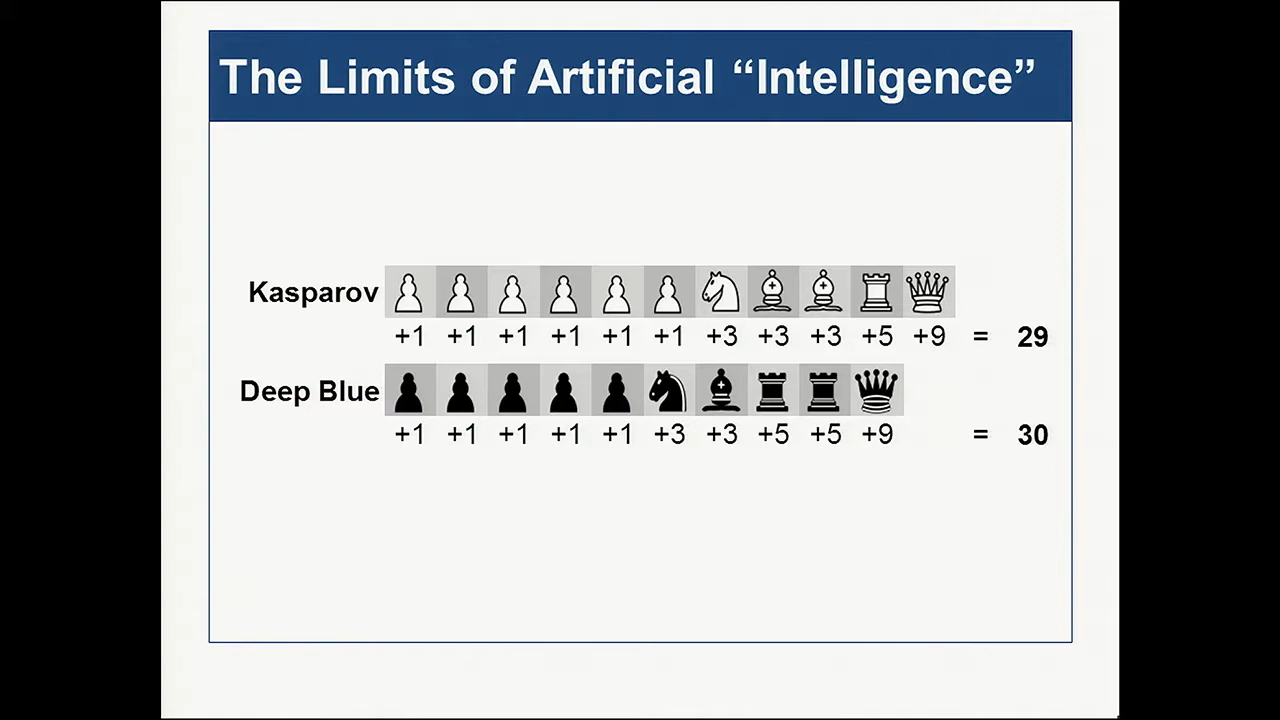 The Limits of Artificial “Intelligence”
Kasparov
+1 +1 +1 +1 +1 +1 +3 +3 +3 +5 +9 = 29
Deep Blue
+1 +1 +1 +1 +1 +3 +3 +5 +5 +9 = 30